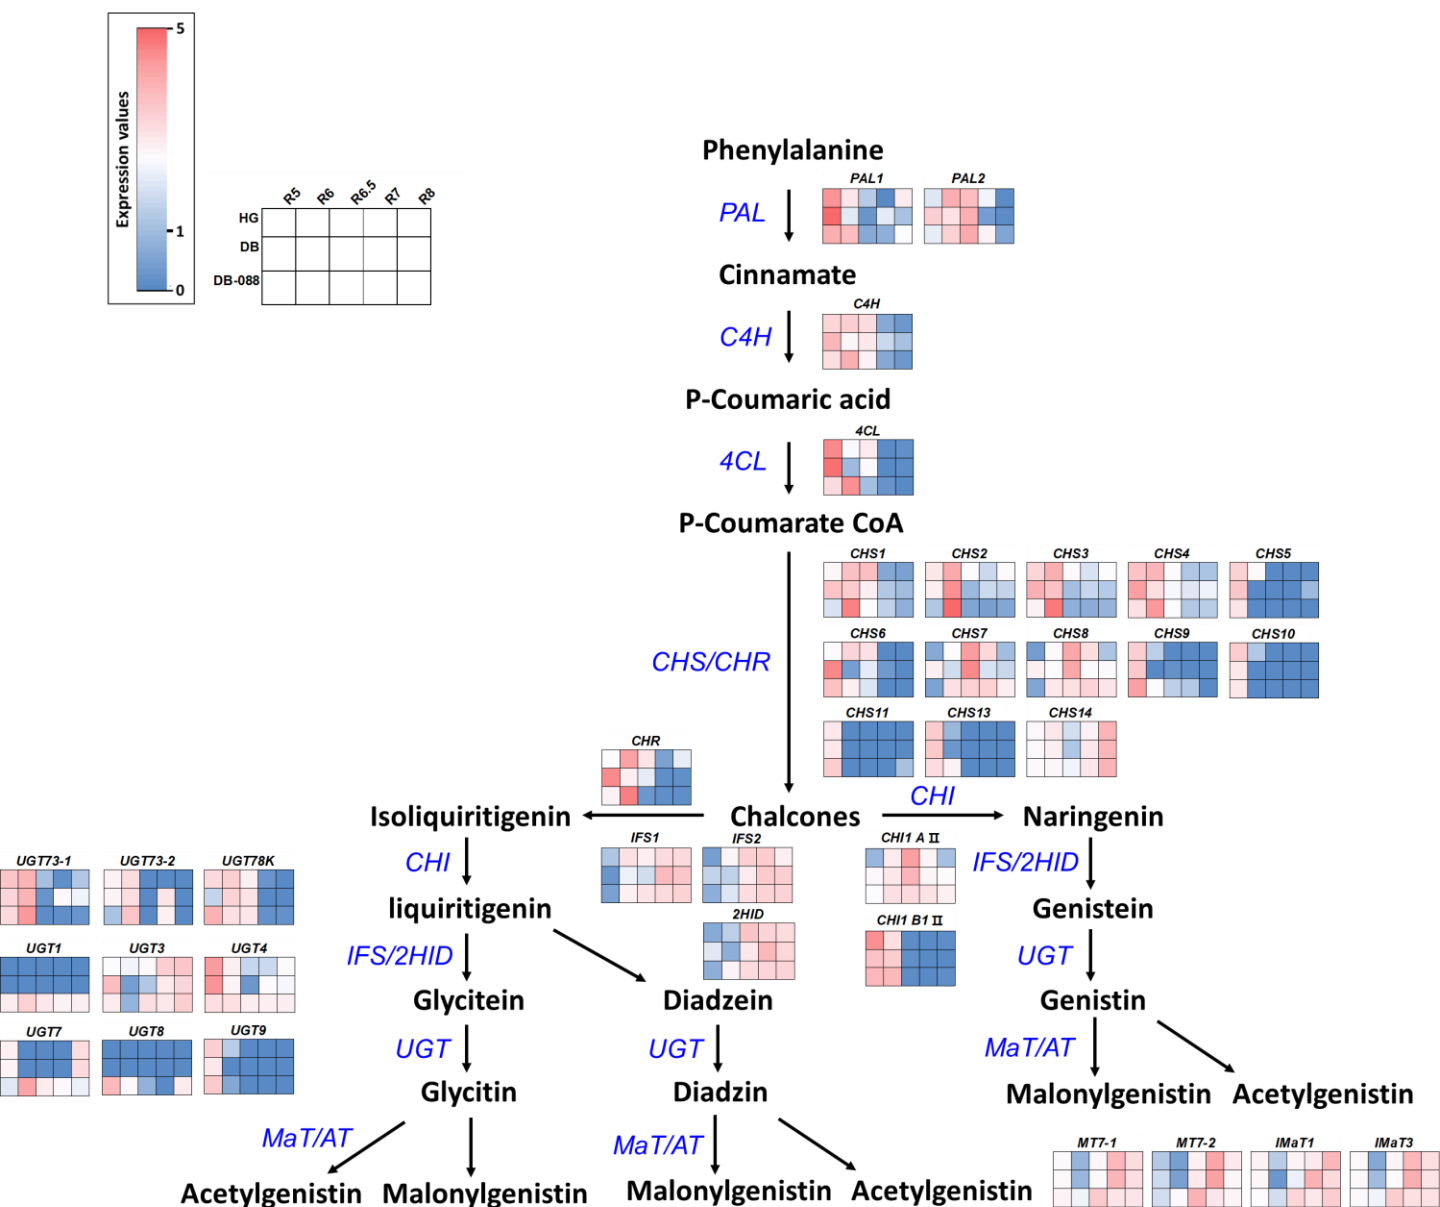 5
Expression values
1
0
R5 R6 R6.5 R7 R8
HG
DB
DB-088
Phenylalanine
PAL
PAL1 PAL2
Cinnamate
C4H
C4H
P-Coumaric acid
4CL
4CL
P-Coumarate CoA
CHS1 CHS2 CHS3 CHS4 CHS5
CHS/CHR
CHS6 CHS7 CHS8 CHS9 CHS10
CHS11 CHS13 CHS14
CHR
CHI
Isoliquiritigenin Chalcones Naringenin
IFS1 IFS2 CHI1 A II
UGT73-1 UGT73-2 UGT78K
CHI
IFS/2HID
liquiritigenin
2HID
CHI1 B1 II
Genistein
UGT1 UGT3 UGT4
IFS/2HID
UGT
Glycitein Diadzein Genistin
UGT7 UGT8 UGT9
UGT UGT MaT/AT
Glycitin Diadzin Malonylgenistin Acetylgenistin
MaT/AT MaT/AT
MT7-1 MT7-2 IMaT1 IMaT3
Acetylgenistin Malonylgenistin Malonylgenistin Acetylgenistin